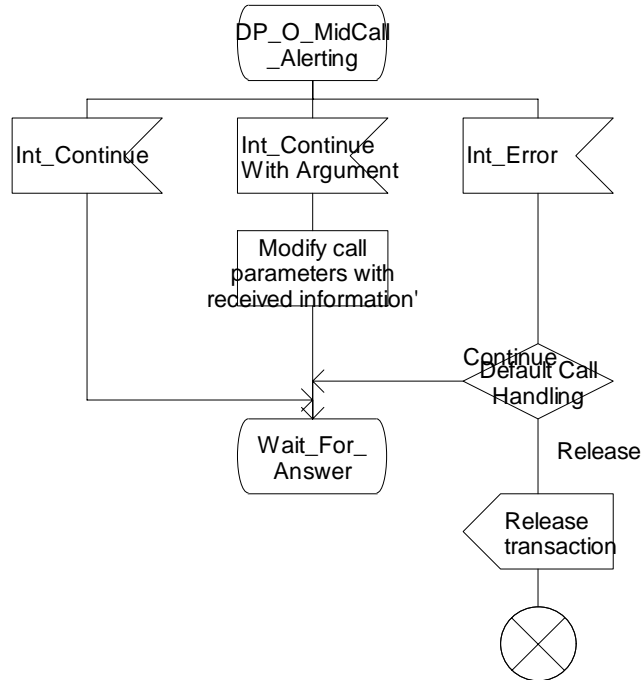 DP_O_MidCall
_Alerting
Int_Continue
Int_Continue
With Argument
Int_Error
Modify call
parameters with
received information'
Continue
Default Call
Handling
Wait_For_
Answer
Release
Release
transaction